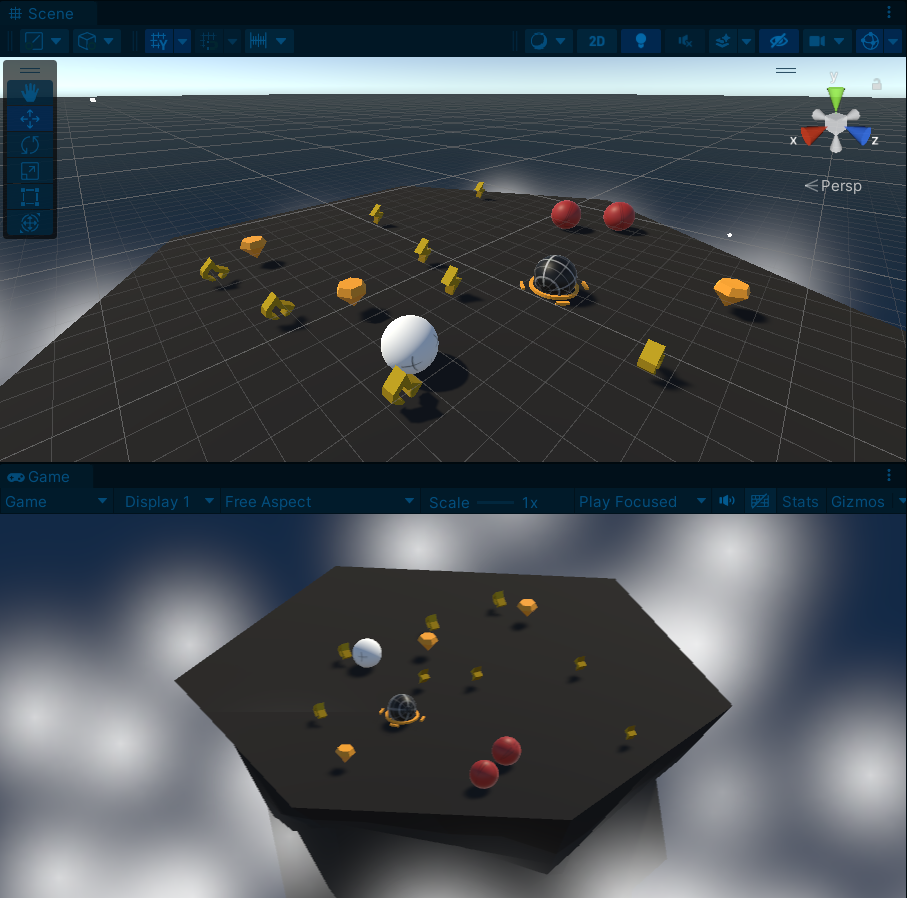 Scene
2D
y
x
z
Persp
Game
Game
Display 1
Free Aspect
Scale
1x
Play Focused
Stats
Gizmos